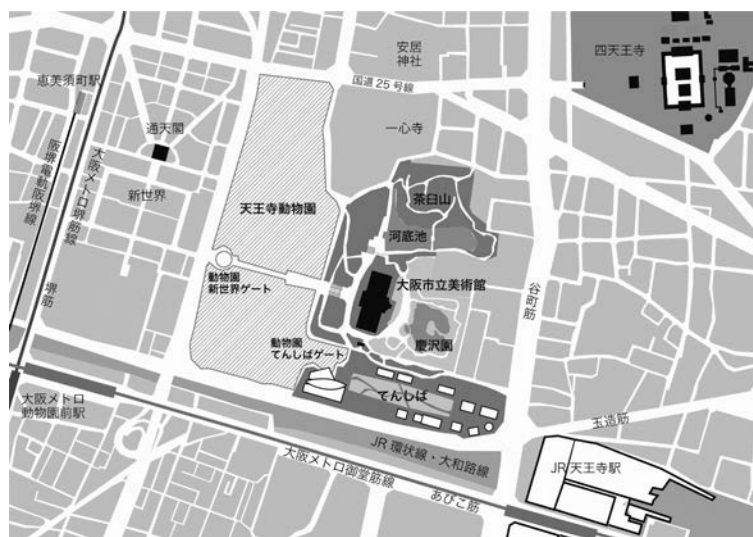 安居
神社
四天王寺
恵美須町駅
国道25号線
通天閣
一心寺
阪堺電軌阪堺線
大阪メトロ堺筋線
新世界
茶臼山
天王寺動物園
河底池
動物園
新世界ゲート
大阪市立美術館
谷町筋
堺筋
動物園
てんしばゲート
慶沢園
てんしば
大阪メトロ
動物園前駅
玉造筋
JR環状線・大和路線
大阪メトロ御堂筋線
JR天王寺駅
あびこ筋